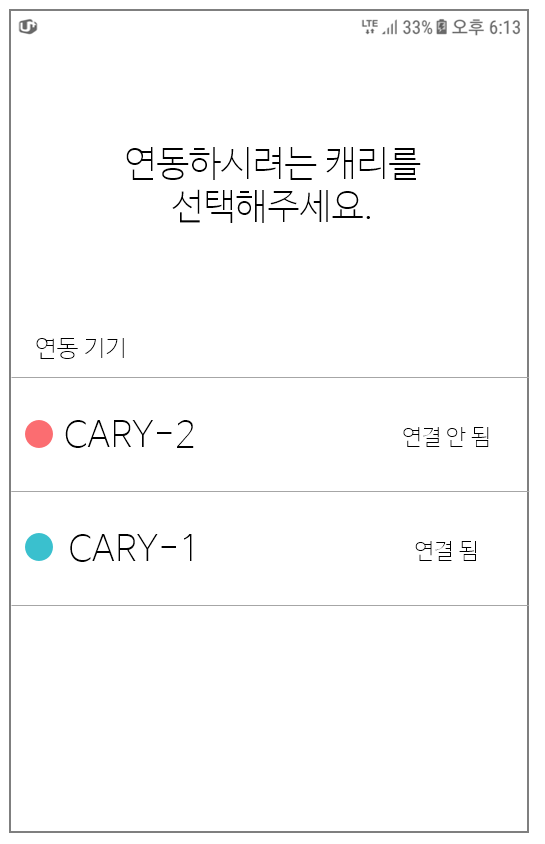 U+ LTE 33% 오후 6:13
연동하시려는 캐리를
선택해주세요.
연동 기기
CARY-2 연결 안 됨
CARY-1 연결 됨